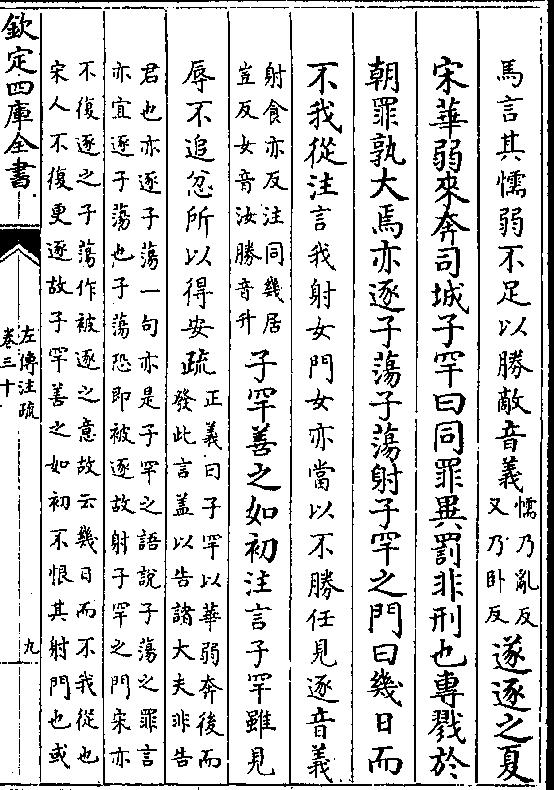 馬言其懦弱不足以勝敵音義懦乃亂反
又乃卧反遂逐之夏
宋華弱來奔司城子罕曰同罪異罰非刑也專戮於
朝罪孰大焉亦逐子蕩子蕩射子罕之門曰幾日而
不我從注言我射女門女亦當以不勝任見逐音義
射食亦反注同幾居
豈反女音汝勝音升子罕善之如初注言子罕雖見
辱不追忿所以得安疏正義曰子罕以華弱奔後而
發此言盖以告諸大夫非告
君也亦逐子蕩一句亦是子罕之語說子蕩之罪言
亦宜逐子蕩也子蕩恐即被逐故射子罕之門宋亦
不復逐之子蕩作被逐之意故云幾日而不我從也
宋人不復更逐故子罕善之如初不恨其射門也或
欽定四庫全書
左傳注疏
卷三十
九